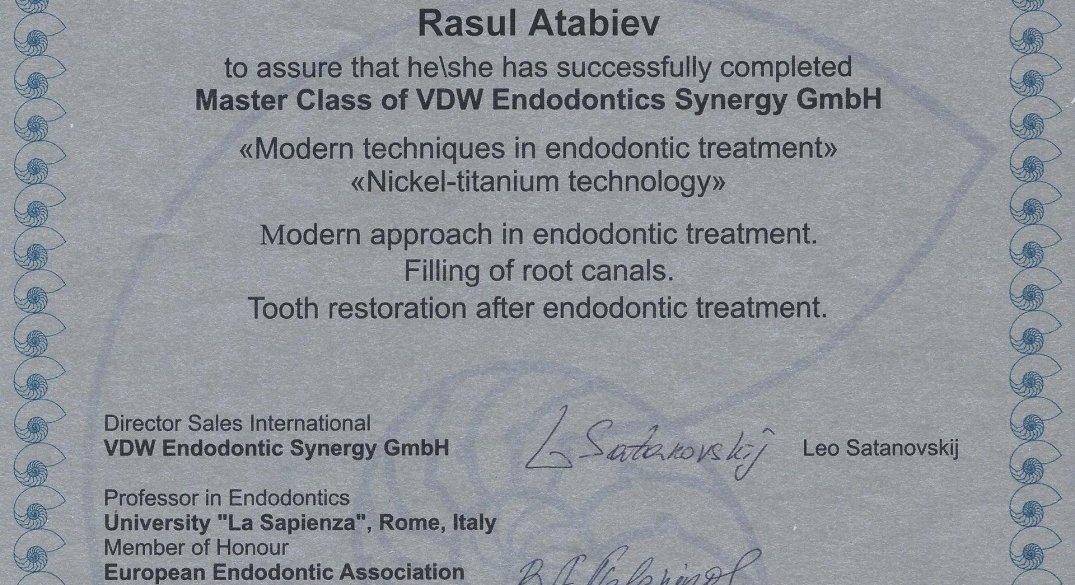 Rasul Atabiev
to assure that he\she has successfully completed
Master Class of VDW Endodontics Synergy GmbH
«Modern techniques in endodontic treatment»
«Nickel-titanium technology»
Modern approach in endodontic treatment.
Filling of root canals.
Tooth restoration after endodontic treatment.
Director Sales International
VDW Endodontic Synergy GmbH
L Satanovskij
Leo Satanovskij
Professor in Endodontics
University "La Sapienza", Rome, Italy
Member of Honour
European Endodontic Association